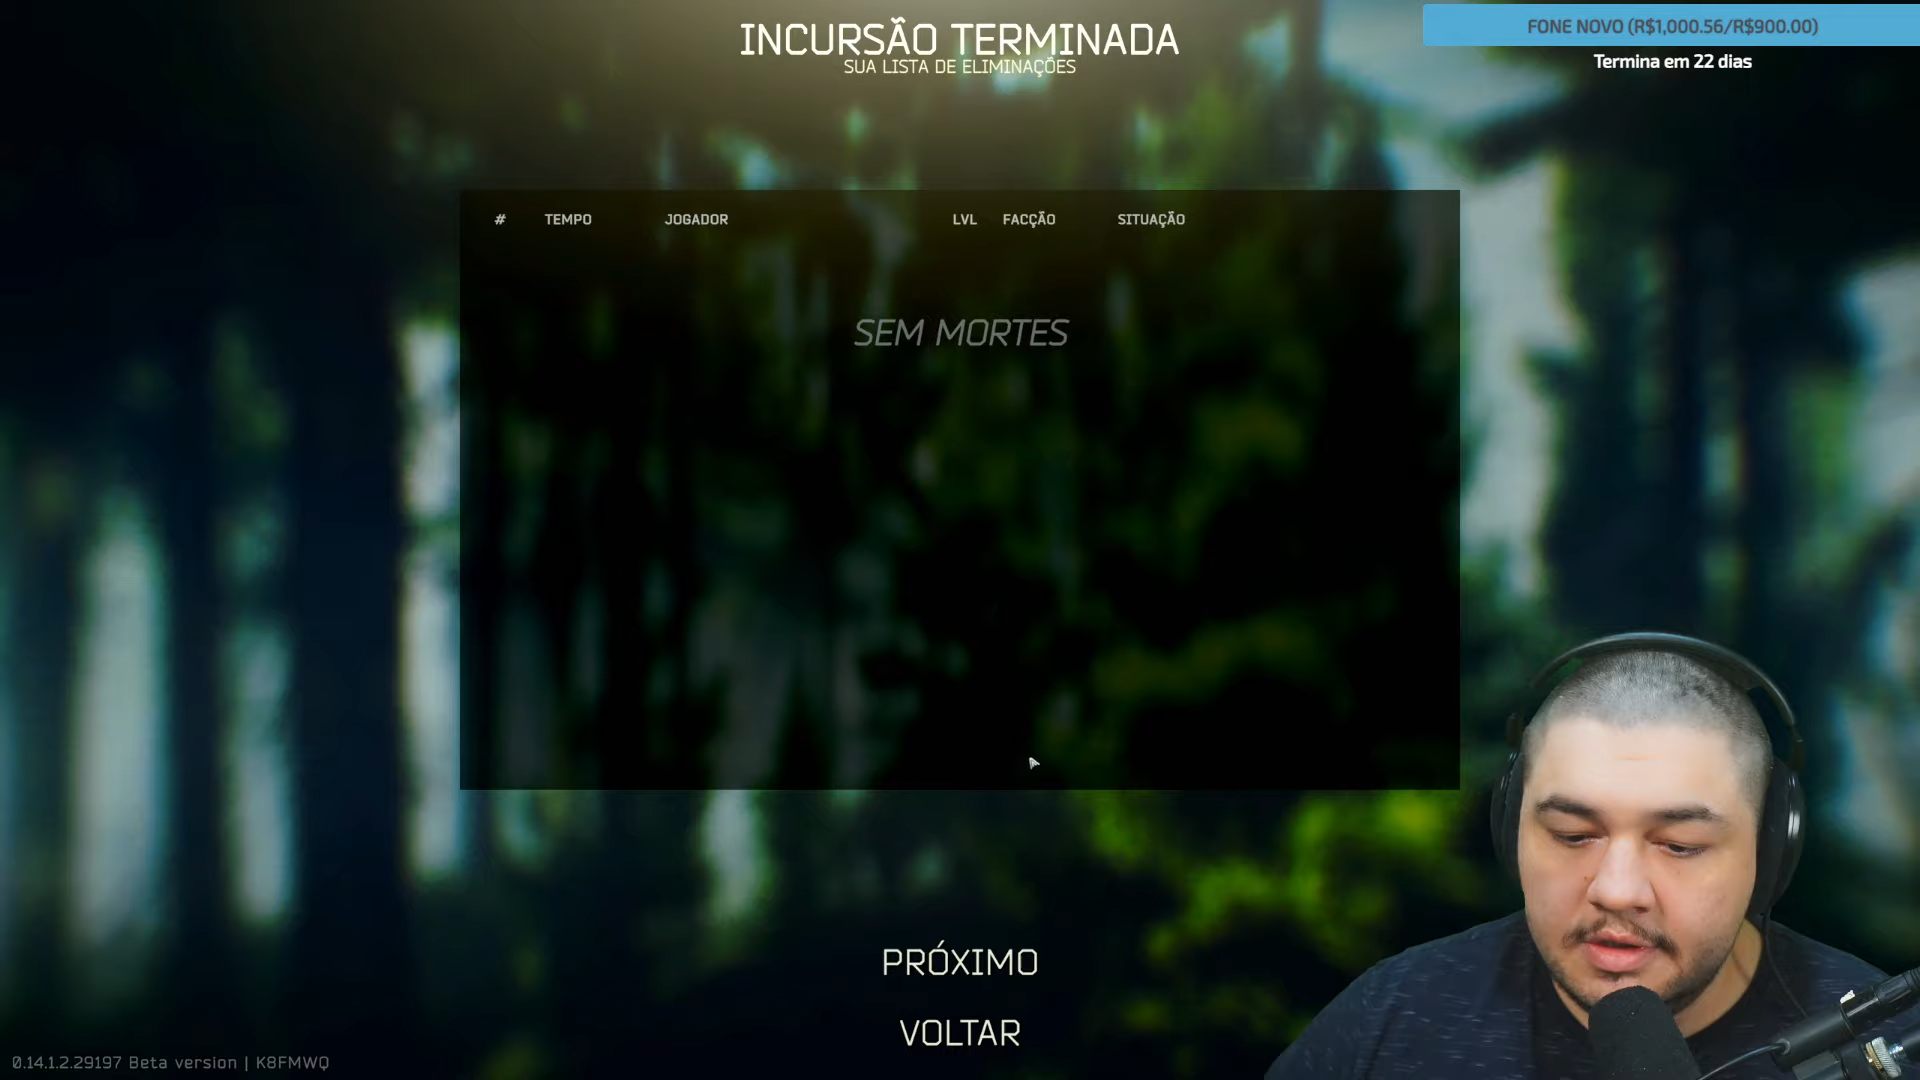 INCURSÃO TERMINADA
SUA LISTA DE ELIMINAÇÕES
FONE NOVO (R$1,000.56/R$900.00)
Termina em 22 dias
# TEMPO JOGADOR LVL FACÇÃO SITUAÇÃO
SEM MORTES
PRÓXIMO
VOLTAR
0.14.1.2.29197 Beta version | K8FMWQ